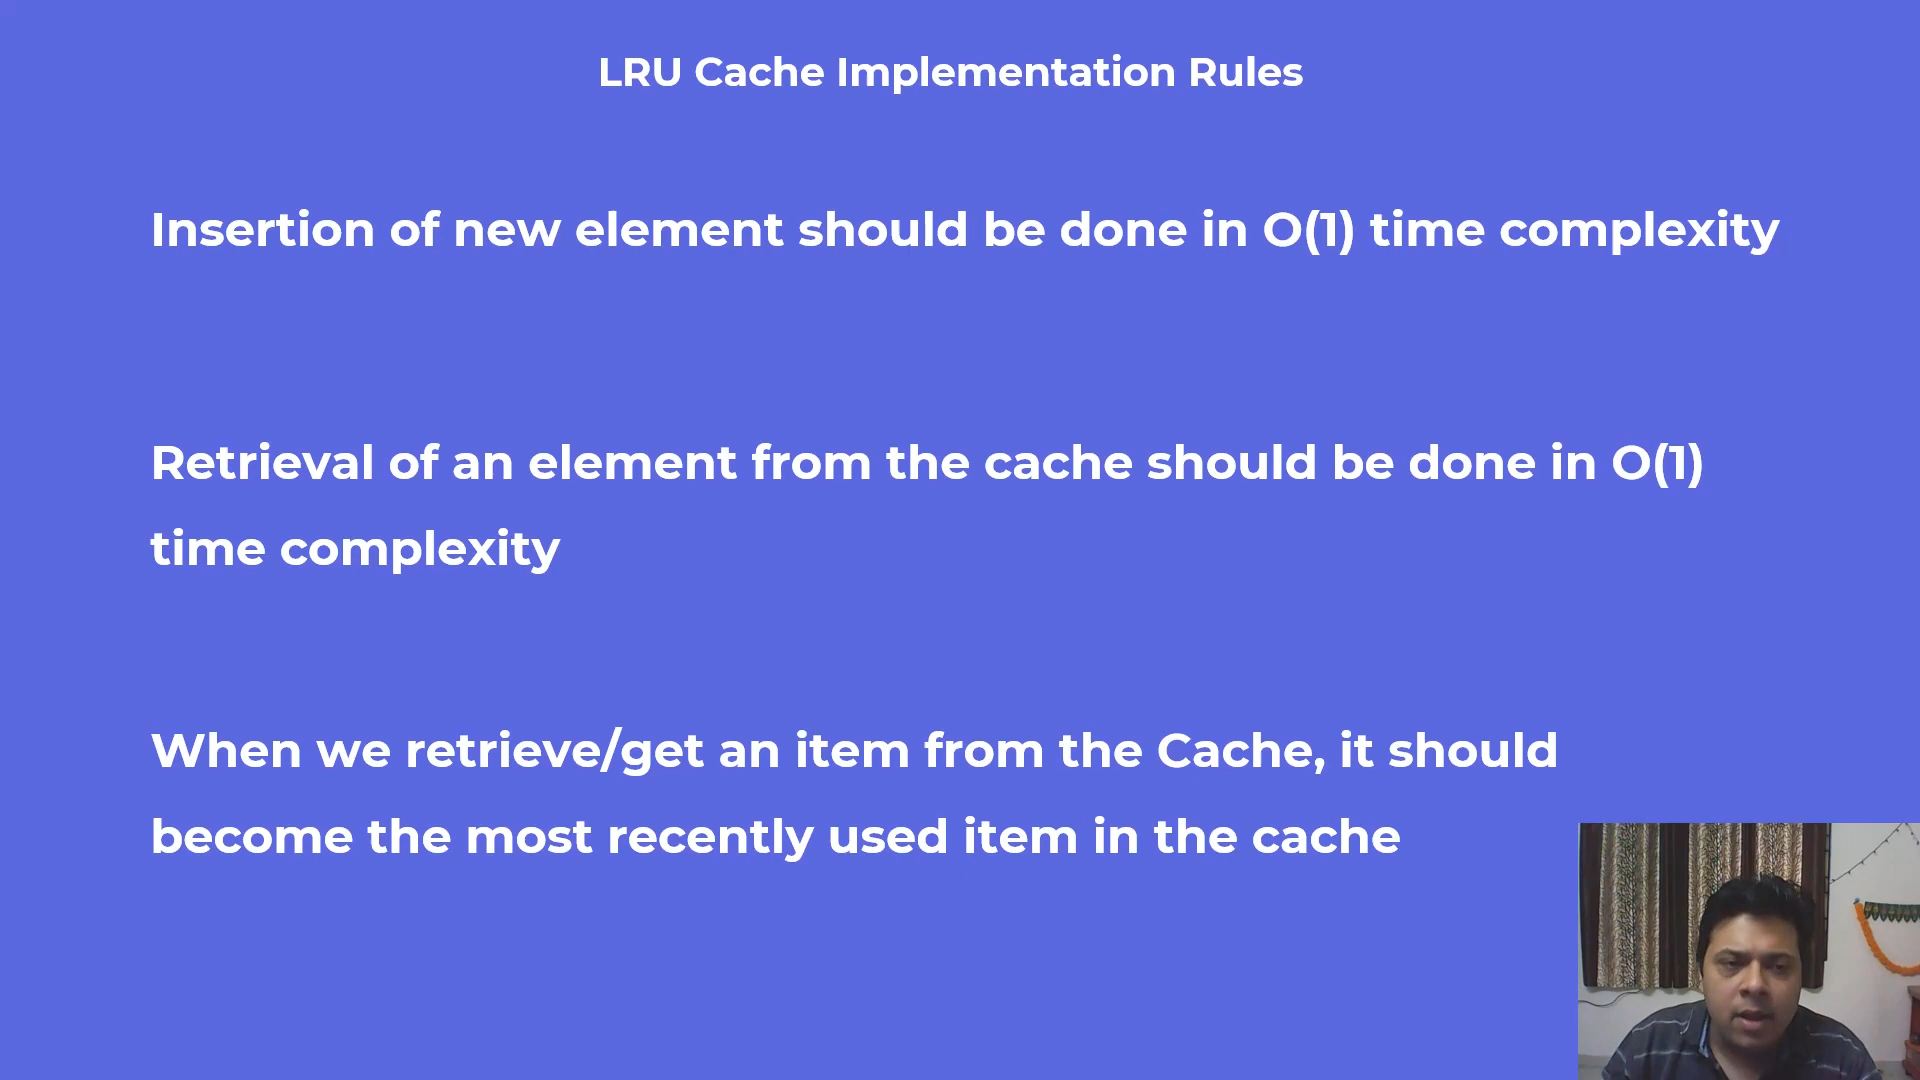 LRU Cache Implementation Rules
Insertion of new element should be done in O(1) time complexity
Retrieval of an element from the cache should be done in O(1)
time complexity
When we retrieve/get an item from the Cache, it should
become the most recently used item in the cache